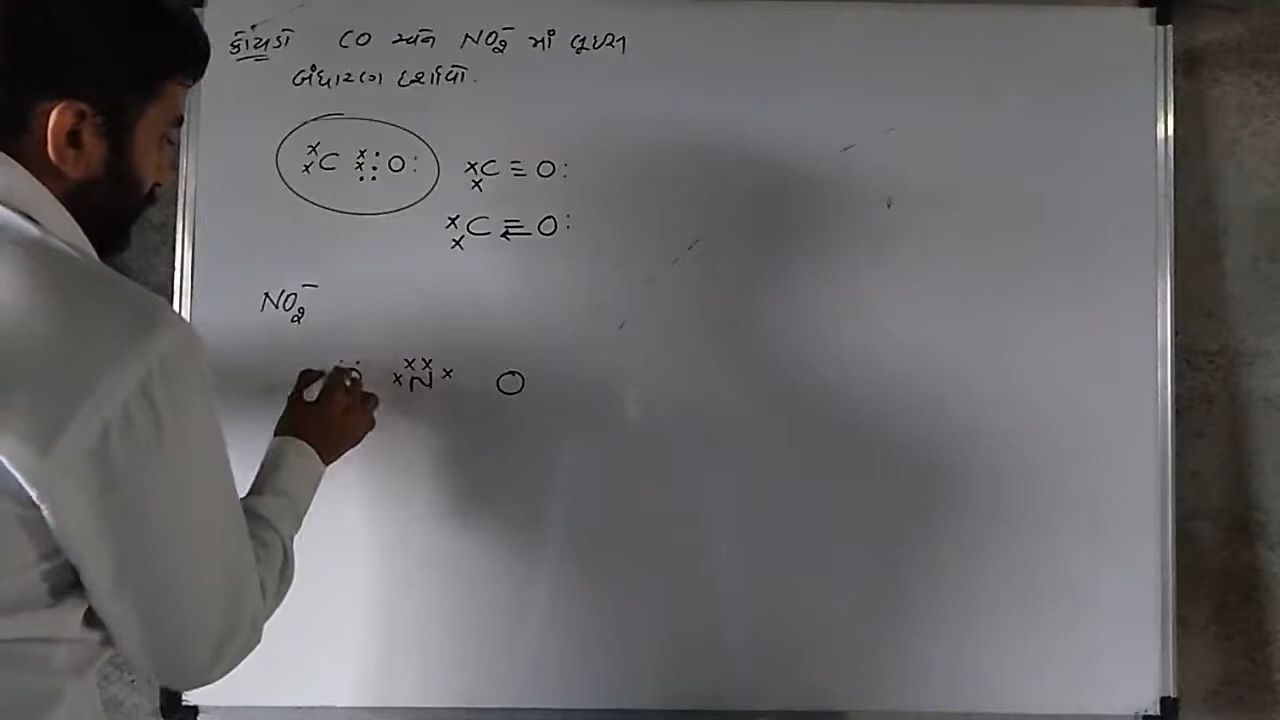 કોયડો CO અને NO₂⁻ માં લુઇસ
બંધારણ દર્શાવો.
C O: C ≡ O:
C ≡ O:
NO₂⁻
N O